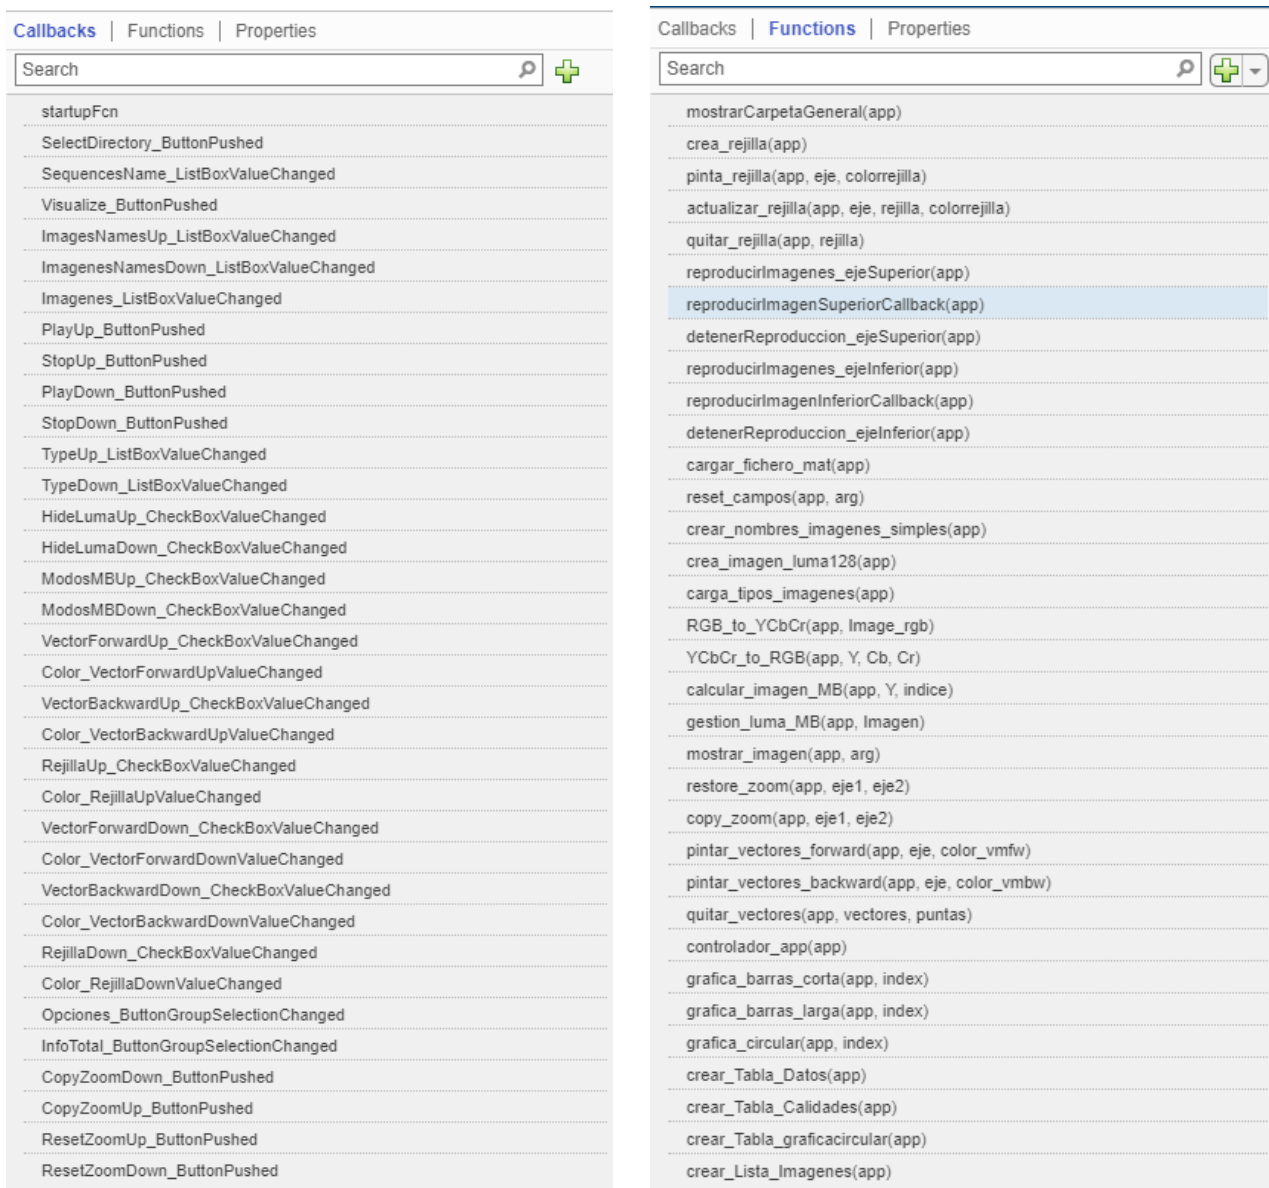 Callbacks | Functions | Properties
Search
startupFcn
SelectDirectory_ButtonPushed
SequencesName_ListBoxValueChanged
Visualize_ButtonPushed
ImagesNamesUp_ListBoxValueChanged
ImagenesNamesDown_ListBoxValueChanged
Imagenes_ListBoxValueChanged
PlayUp_ButtonPushed
StopUp_ButtonPushed
PlayDown_ButtonPushed
StopDown_ButtonPushed
TypeUp_ListBoxValueChanged
TypeDown_ListBoxValueChanged
HideLumaUp_CheckBoxValueChanged
HideLumaDown_CheckBoxValueChanged
ModosMBUp_CheckBoxValueChanged
ModosMBDown_CheckBoxValueChanged
VectorForwardUp_CheckBoxValueChanged
Color_VectorForwardUpValueChanged
VectorBackwardUp_CheckBoxValueChanged
Color_VectorBackwardUpValueChanged
RejillaUp_CheckBoxValueChanged
Color_RejillaUpValueChanged
VectorForwardDown_CheckBoxValueChanged
Color_VectorForwardDownValueChanged
VectorBackwardDown_CheckBoxValueChanged
Color_VectorBackwardDownValueChanged
RejillaDown_CheckBoxValueChanged
Color_RejillaDownValueChanged
Opciones_ButtonGroupSelectionChanged
InfoTotal_ButtonGroupSelectionChanged
CopyZoomDown_ButtonPushed
CopyZoomUp_ButtonPushed
ResetZoomUp_ButtonPushed
ResetZoomDown_ButtonPushed
Callbacks | Functions | Properties
Search
mostrarCarpetaGeneral(app)
crea_rejilla(app)
pinta_rejilla(app, eje, colorrejilla)
actualizar_rejilla(app, eje, rejilla, colorrejilla)
quitar_rejilla(app, rejilla)
reproducirImagenes_ejeSuperior(app)
reproducirImagenSuperiorCallback(app)
detenerReproduccion_ejeSuperior(app)
reproducirImagenes_ejeInferior(app)
reproducirImagenInferiorCallback(app)
detenerReproduccion_ejeInferior(app)
cargar_fichero_mat(app)
reset_campos(app, arg)
crear_nombres_imagenes_simples(app)
crea_imagen_luma128(app)
carga_tipos_imagenes(app)
RGB_to_YCbCr(app, Image_rgb)
YCbCr_to_RGB(app, Y, Cb, Cr)
calcular_imagen_MB(app, Y, indice)
gestion_luma_MB(app, Imagen)
mostrar_imagen(app, arg)
restore_zoom(app, eje1, eje2)
copy_zoom(app, eje1, eje2)
pintar_vectores_forward(app, eje, color_vmfw)
pintar_vectores_backward(app, eje, color_vmbw)
quitar_vectores(app, vectores, puntas)
controlador_app(app)
grafica_barras_corta(app, index)
grafica_barras_larga(app, index)
grafica_circular(app, index)
crear_Tabla_Datos(app)
crear_Tabla_Calidades(app)
crear_Tabla_graficacircular(app)
crear_Lista_Imagenes(app)